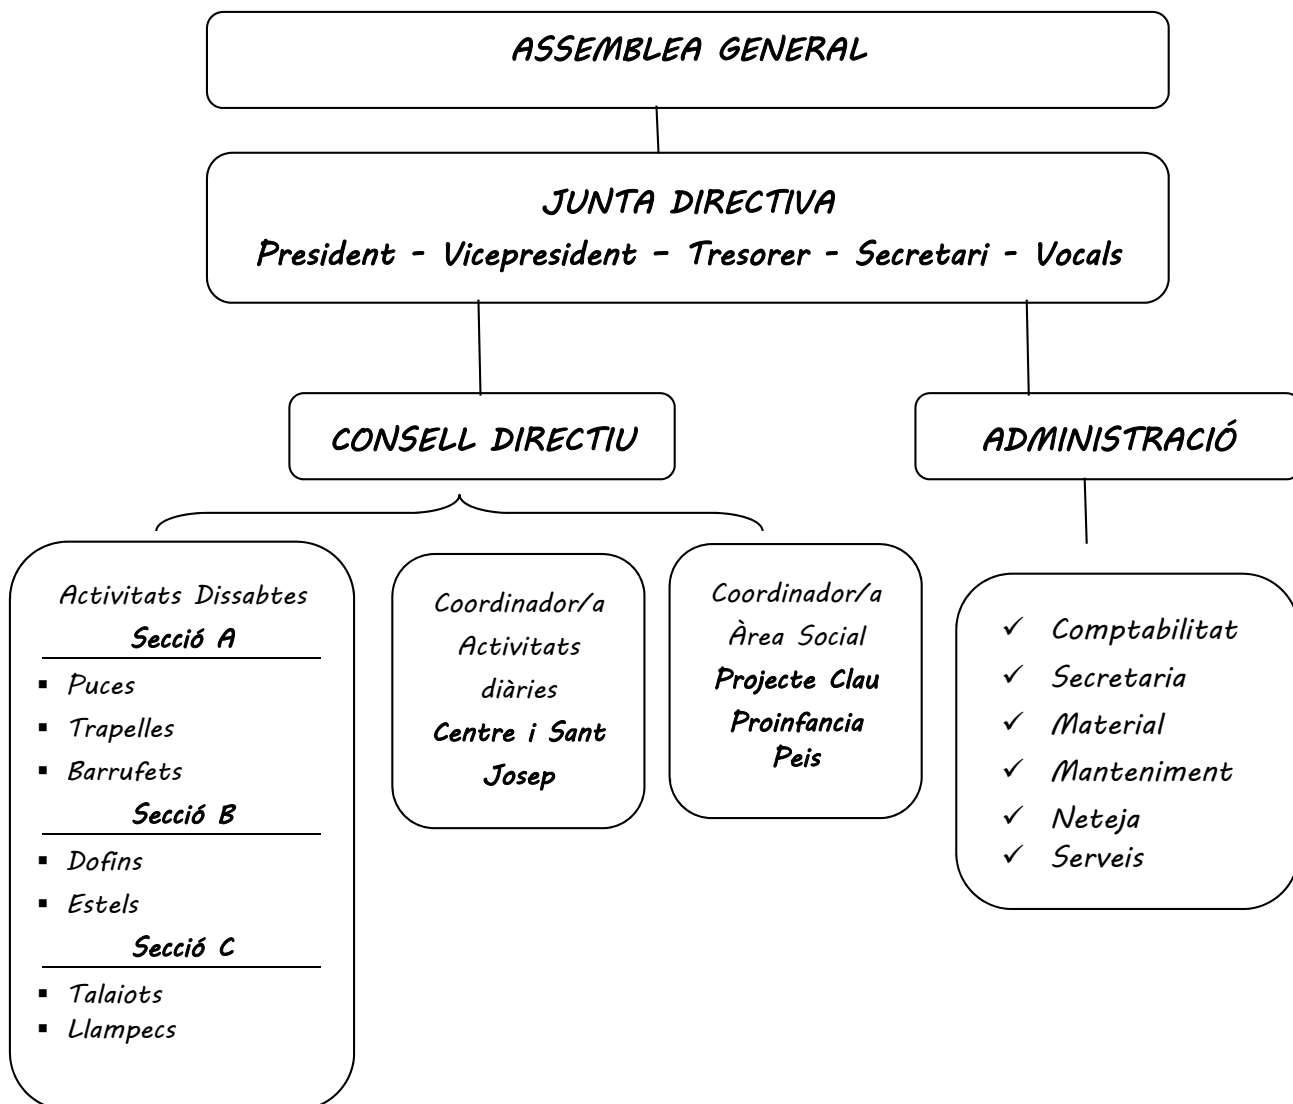 ASSEMBLEA GENERAL
JUNTA DIRECTIVA
President - Vicepresident - Tresorer - Secretari - Vocals
CONSELL DIRECTIU
ADMINISTRACIÓ
Activitats Dissabtes
Secció A
▪ Puces
▪ Trapelles
▪ Barrufets
Secció B
▪ Dofins
▪ Estels
Secció C
▪ Talaiots
▪ Llampecs
Coordinador/a
Activitats
diàries
Centre i Sant
Josep
Coordinador/a
Àrea Social
Projecte Clau
Proinfancia
Peis
✓ Comptabilitat
✓ Secretaria
✓ Material
✓ Manteniment
✓ Neteja
✓ Serveis